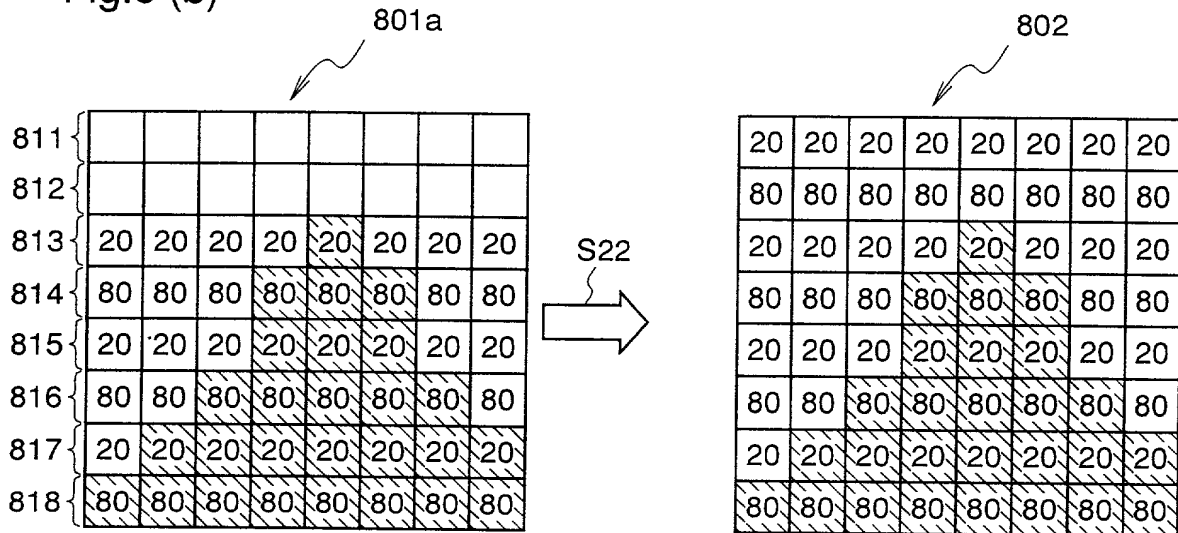 Fig.8 (b)
801a
802
811
20 20 20 20 20 20 20 20
812
80 80 80 80 80 80 80 80
813 20 20 20 20 20 20 20 20
20 20 20 20 20 20 20 20
S22
814 80 80 80 80 80 80 80 80
80 80 80 80 80 80 80 80
815 20 20 20 20 20 20 20 20
20 20 20 20 20 20 20 20
816 80 80 80 80 80 80 80 80
80 80 80 80 80 80 80 80
817 20 20 20 20 20 20 20 20
20 20 20 20 20 20 20 20
818 80 80 80 80 80 80 80 80
80 80 80 80 80 80 80 80